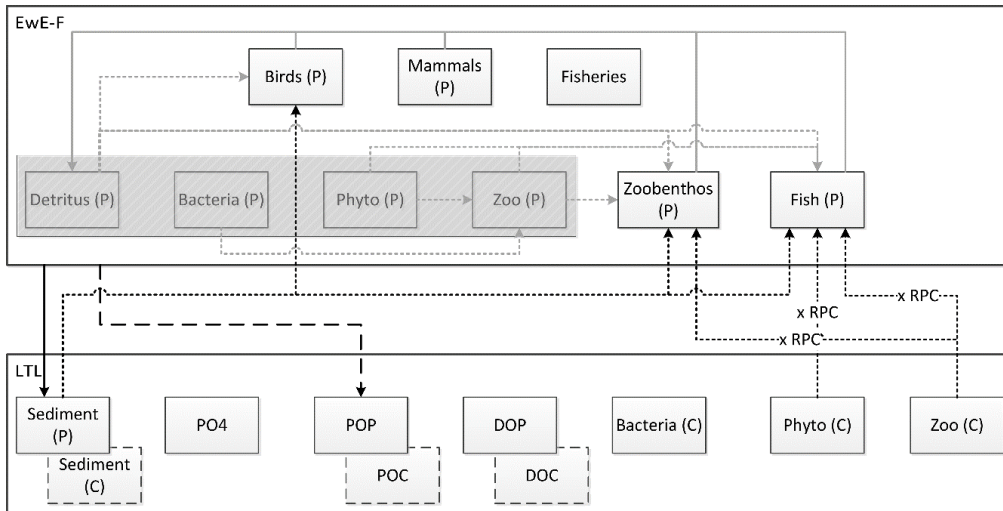 EwE-F
Birds (P)
Mammals
(P)
Fisheries
Detritus (P)
Bacteria (P)
Phyto (P)
Zoo (P)
Zoobenthos
(P)
Fish (P)
x RPC
x RPC
x RPC
LTL
Sediment
(P)
PO4
POP
DOP
Bacteria (C)
Phyto (C)
Zoo (C)
Sediment
(C)
POC
DOC